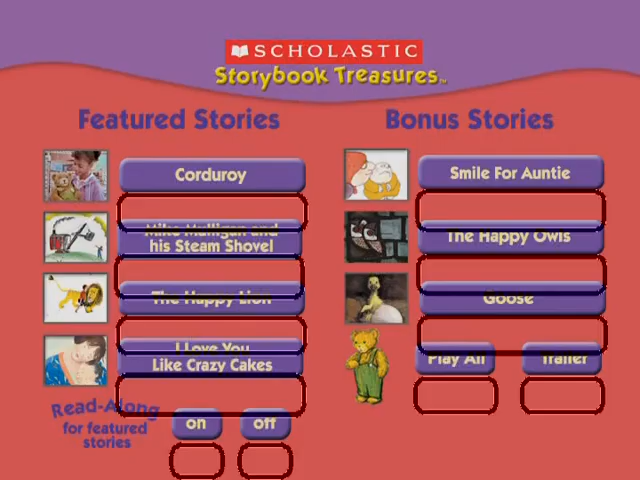 SCHOLASTIC
Storybook Treasures™
Featured Stories
Corduroy
Mike Mulligan and
his Steam Shovel
The Happy Lion
I Love You
Like Crazy Cakes
Read-Along
for featured
stories
on
off
Bonus Stories
Smile For Auntie
The Happy Owls
Goose
Play All
Trailer